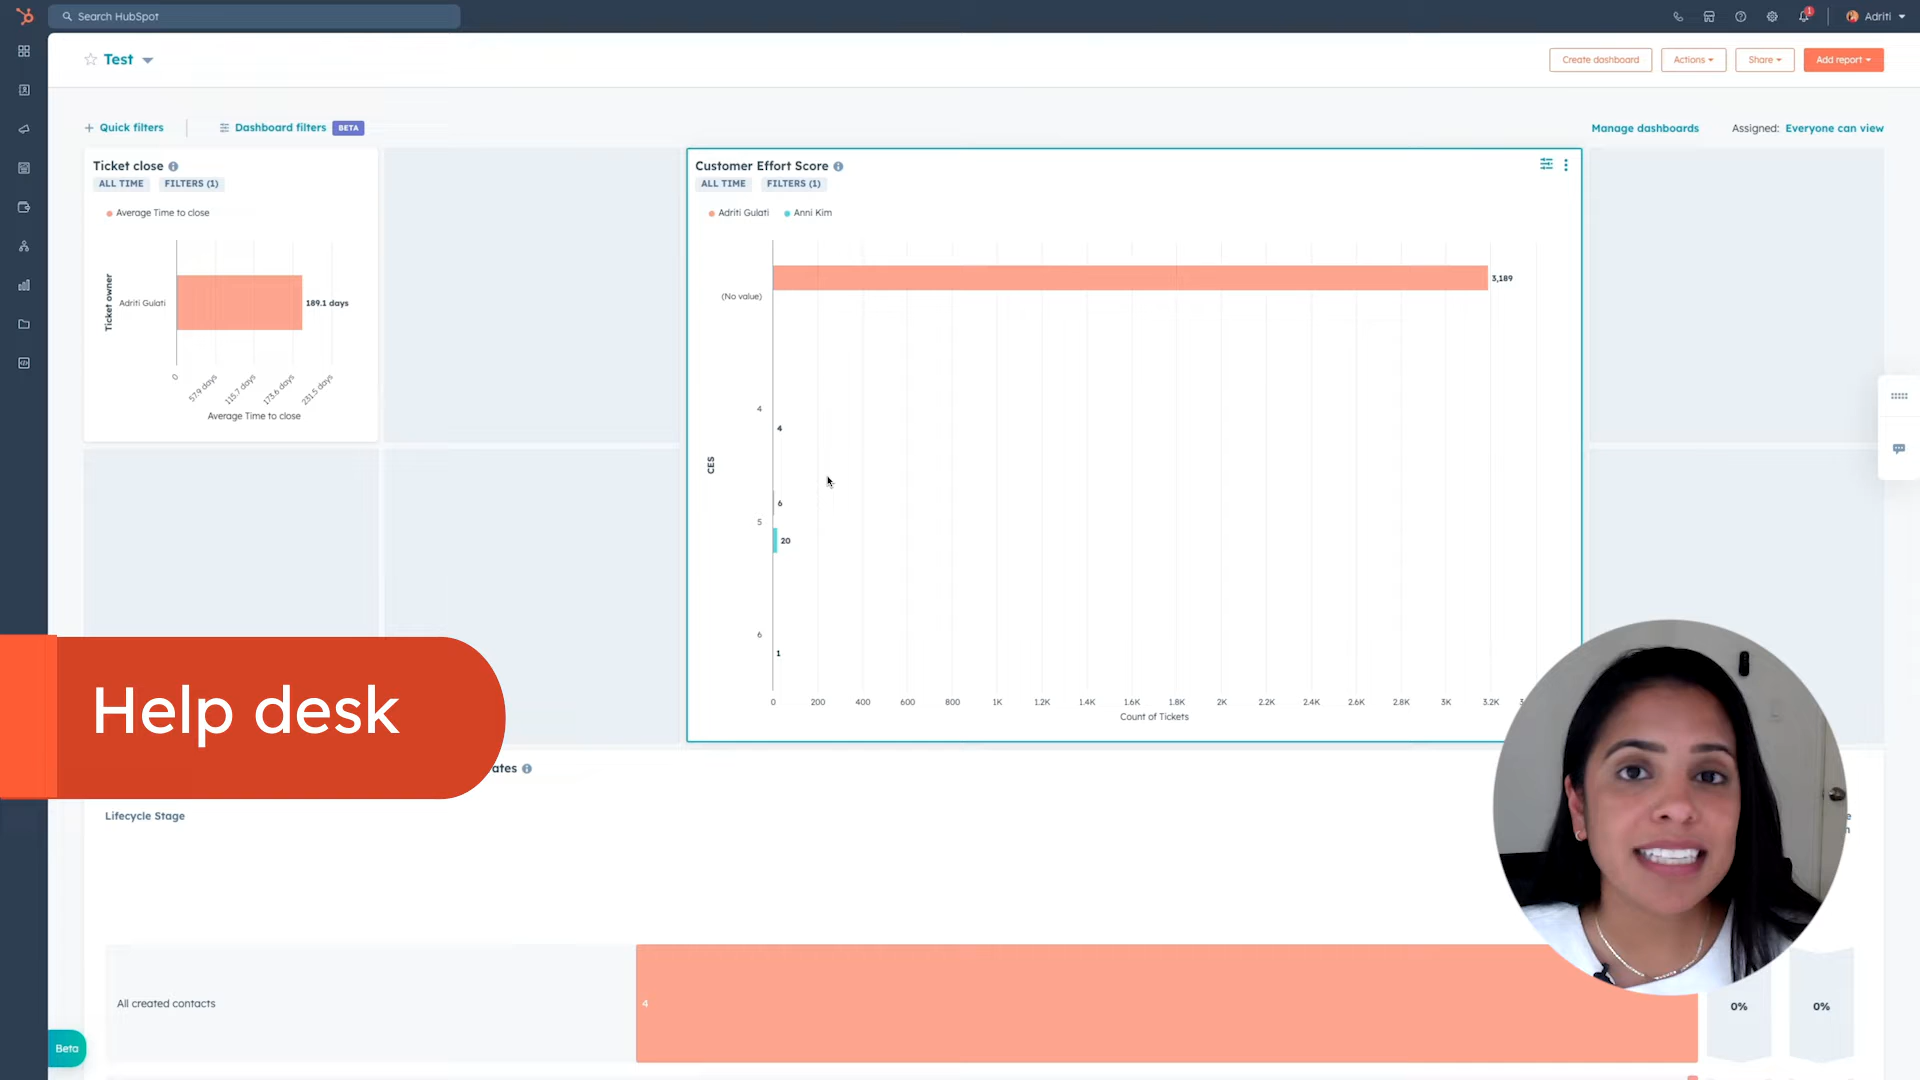 Search HubSpot
1
Adriti
Test
Create dashboard
Actions
Share
Add report
Quick filters
Dashboard filters BETA
Manage dashboards
Assigned: Everyone can view
Ticket close
ALL TIME FILTERS (1)
Average Time to close
Ticket owner
Adriti Gulati
189.1 days
0
57.9 days
115.7 days
173.6 days
231.5 days
Average Time to close
Customer Effort Score
ALL TIME FILTERS (1)
Adriti Gulati Anni Kim
(No value)
3,189
4
4
CES
6
5
20
6
1
0 200 400 600 800 1K 1.2K 1.4K 1.6K 1.8K 2K 2.2K 2.4K 2.6K 2.8K 3K 3.2K
Count of Tickets
Help desk
Lifecycle Stage
All created contacts
4
0%
0%
Beta